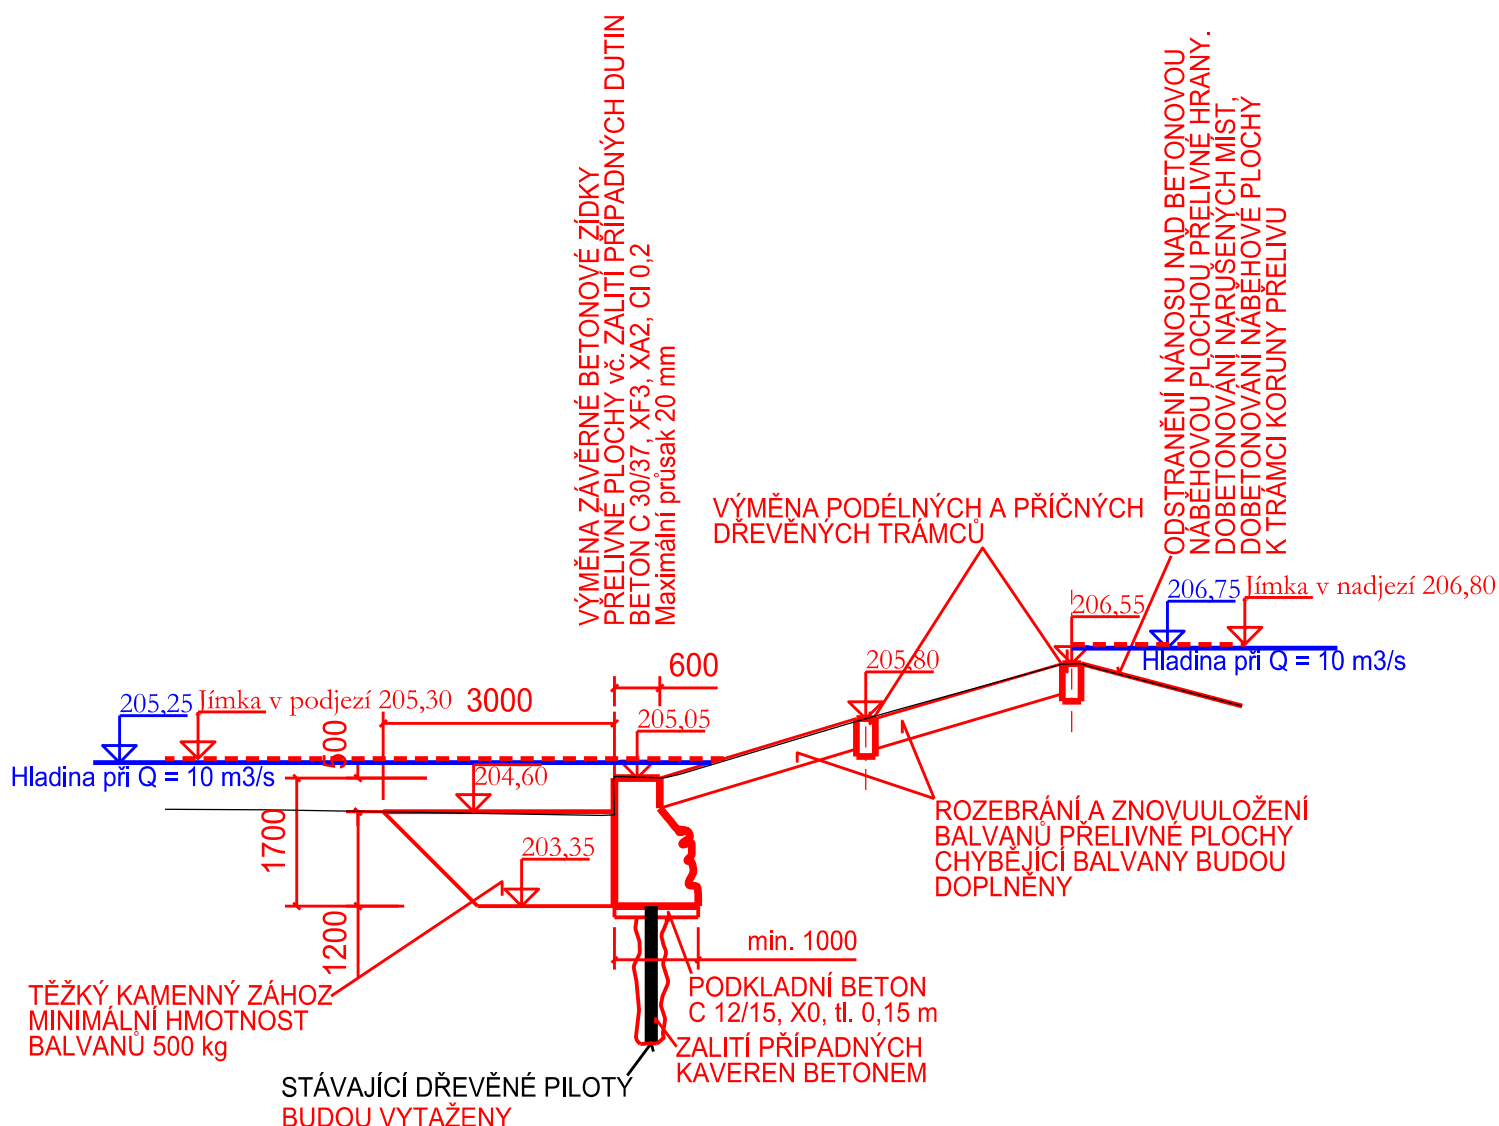 VÝMĚNA ZÁVĚRNÉ BETONOVÉ ZÍDKY
PŘELIVNÉ PLOCHY vč. ZALITÍ PŘÍPADNÝCH DUTIN
BETON C 30/37, XF3, XA2, CI 0,2
Maximální průsak 20 mm
ODSTRANĚNÍ NÁNOSU NAD BETONOVOU
NÁBĚHOVOU PLOCHOU PŘELIVNÉ HRANY.
DOBETONOVÁNÍ NARUŠENÝCH MÍST,
DOBETONOVÁNÍ NÁBĚHOVÉ PLOCHY
K TRÁMCI KORUNY PŘELIVU
VÝMĚNA PODÉLNÝCH A PŘÍČNÝCH
DŘEVĚNÝCH TRÁMCŮ
206,55
206,75
Jímka v nadjezí 206,80
Hladina při Q = 10 m3/s
205,80
600
205,25
Jímka v podjezí 205,30
3000
205,05
500
Hladina při Q = 10 m3/s
204,60
1700
203,35
1200
ROZEBRÁNÍ A ZNOVUULOŽENÍ
BALVANŮ PŘELIVNÉ PLOCHY
CHYBĚJÍCÍ BALVANY BUDOU
DOPLNĚNY
min. 1000
TĚŽKÝ KAMENNÝ ZÁHOZ
MINIMÁLNÍ HMOTNOST
BALVANŮ 500 kg
PODKLADNÍ BETON
C 12/15, X0, tl. 0,15 m
ZALITÍ PŘÍPADNÝCH
KAVEREN BETONEM
STÁVAJÍCÍ DŘEVĚNÉ PILOTY
BUDOU VYTAŽENY